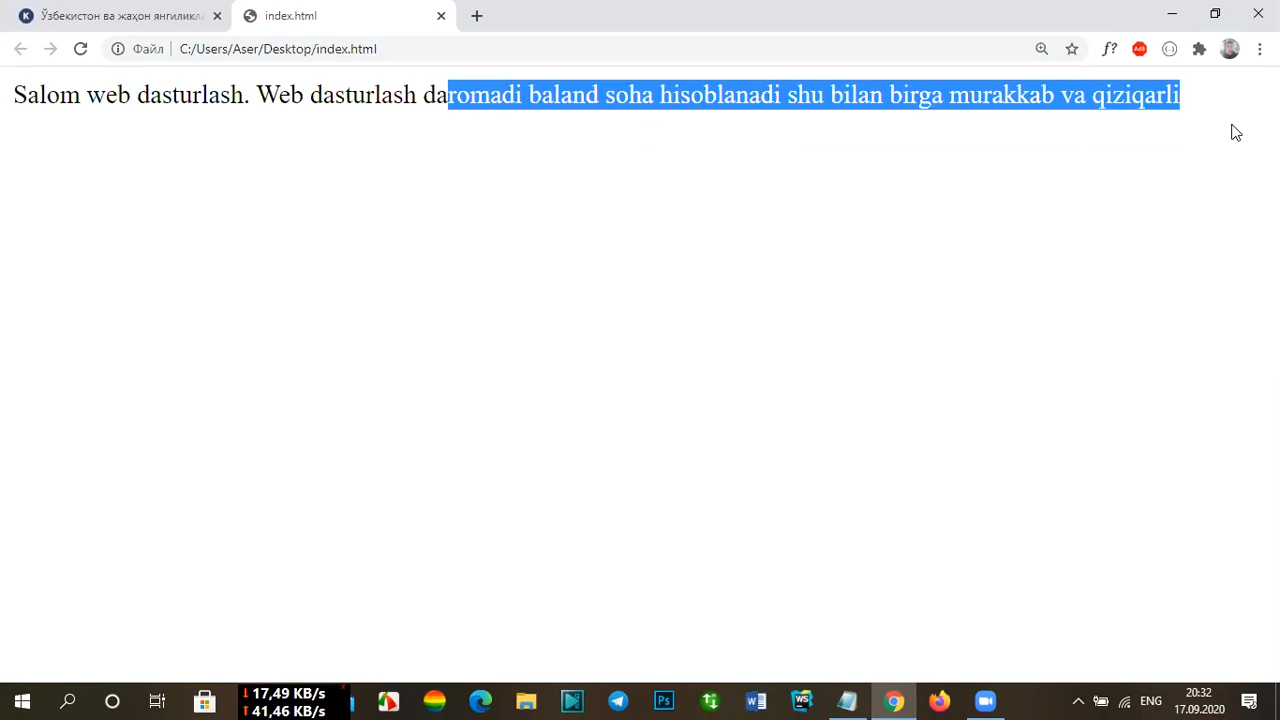 Ўзбекистон ва жаҳон янгиликла
index.html
Файл
C:/Users/Aser/Desktop/index.html
Salom web dasturlash. Web dasturlash daromadi baland soha hisoblanadi shu bilan birga murakkab va qiziqarli
17,49 KB/s
41,46 KB/s
ENG
20:32
17.09.2020